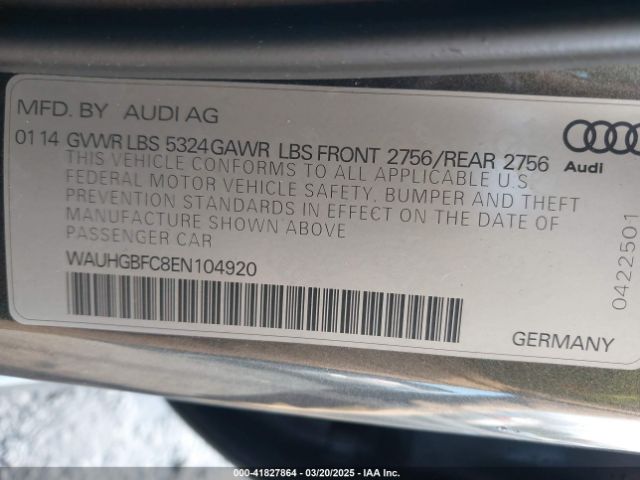 MFD. BY AUDI AG
01 14 GVWR LBS 5324 GAWR LBS FRONT 2756/REAR 2756
THIS VEHICLE CONFORMS TO ALL APPLICABLE U.S.
FEDERAL MOTOR VEHICLE SAFETY, BUMPER AND THEFT
PREVENTION STANDARDS IN EFFECT ON THE DATE OF
MANUFACTURE SHOWN ABOVE
PASSENGER CAR
WAUHGBFC8EN104920
Audi
0422501
GERMANY
000-41827864 | 03/20/2025 | IAA Inc.